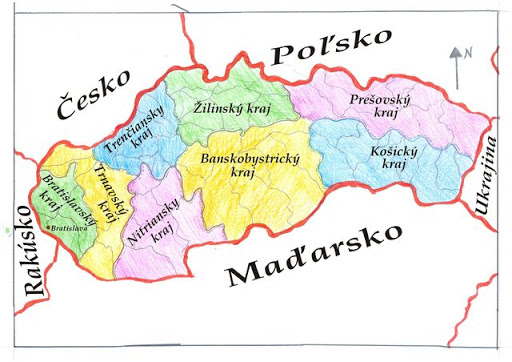 Poľsko
Česko
N
Žilinský kraj
Prešovský
kraj
Trenčiansky
kraj
Banskobystrický
kraj
Košický
kraj
Ukrajina
Trnavský
kraj
Bratislavský
kraj
Bratislava
Nitriansky
kraj
Rakúsko
Maďarsko